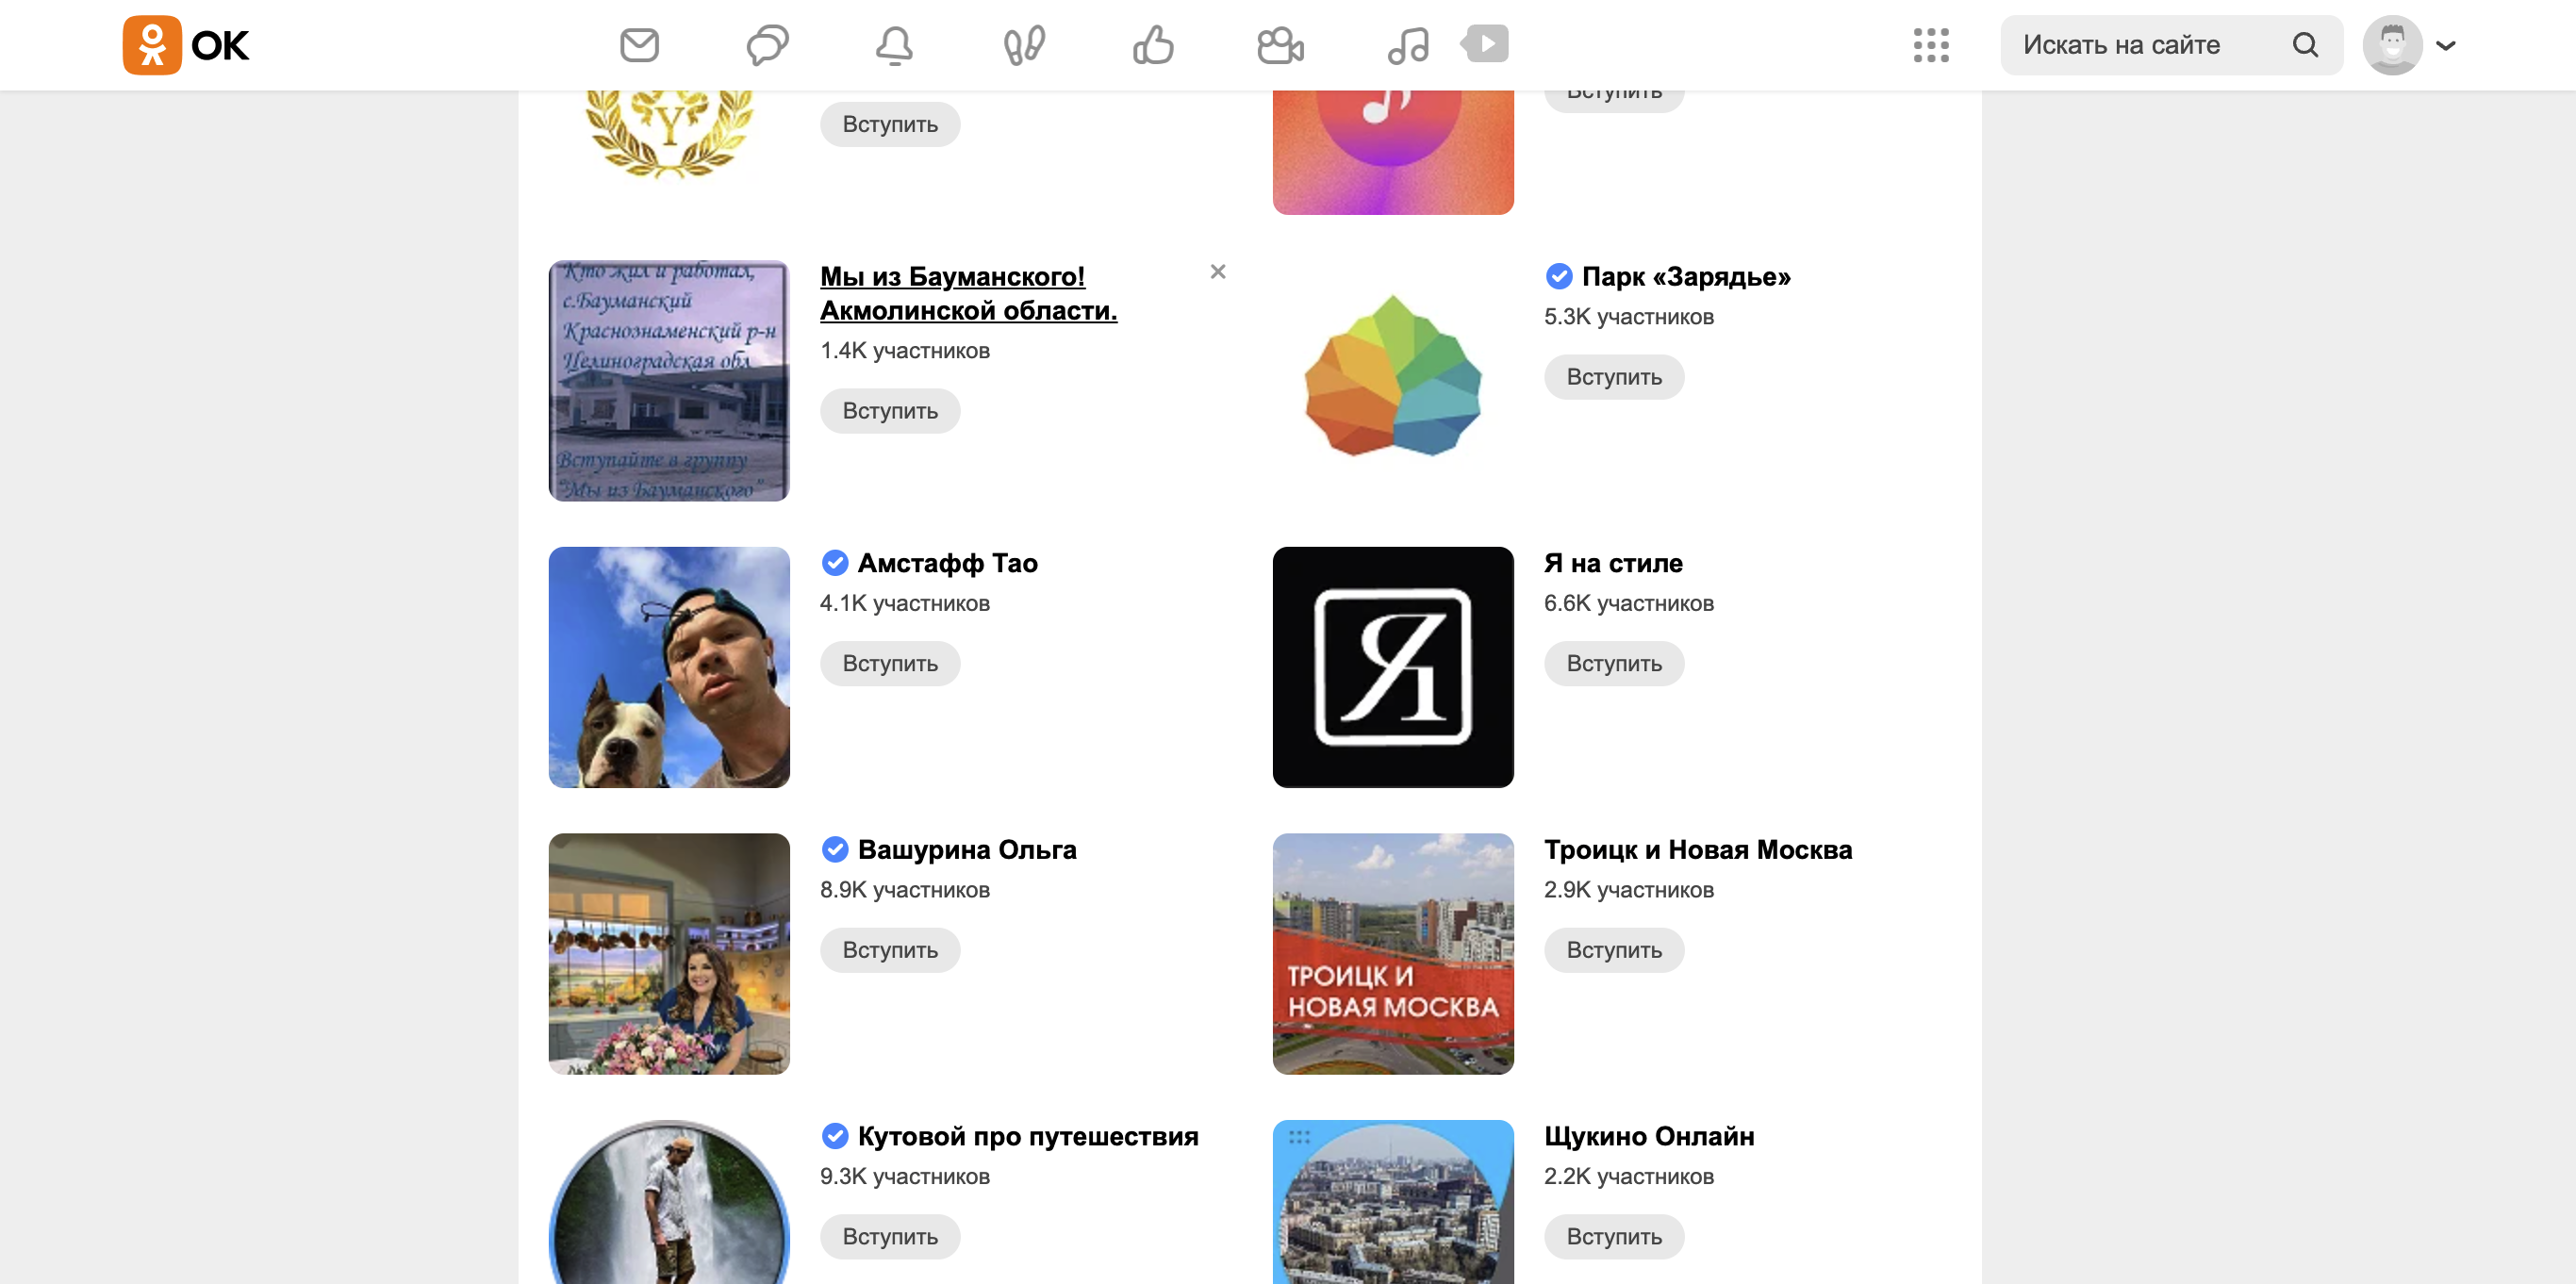 OK
Искать на сайте
Y
Вступить
Вступить
Кто жил и работал,
с.Бауманский
Краснознаменский р-н
Целиноградская обл
Вступайте в группу
"Мы из Бауманского"
Мы из Бауманского!
Акмолинской области.
1.4K участников
Вступить
Парк «Зарядье»
5.3K участников
Вступить
Амстафф Тао
4.1K участников
Вступить
Я
Я на стиле
6.6K участников
Вступить
Вашурина Ольга
8.9K участников
Вступить
ТРОИЦК И
НОВАЯ МОСКВА
Троицк и Новая Москва
2.9K участников
Вступить
Кутовой про путешествия
9.3K участников
Вступить
Щукино Онлайн
2.2K участников
Вступить